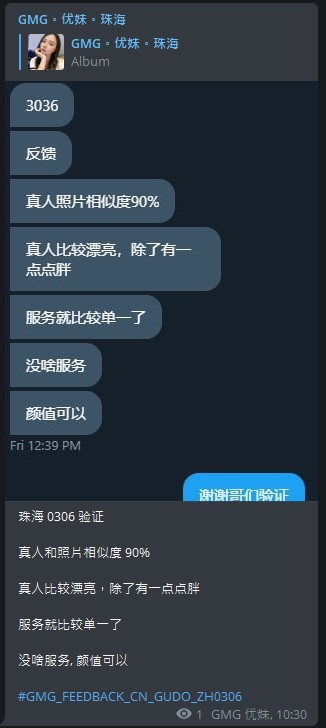 GMG • 优妹 • 珠海
GMG • 优妹 • 珠海
Album
3036
反馈
真人照片相似度90%
真人比较漂亮，除了有一
点点胖
服务就比较单一了
没啥服务
颜值可以
Fri 12:39 PM
谢谢哥们验证
珠海 0306 验证
真人和照片相似度 90%
真人比较漂亮，除了有一点点胖
服务就比较单一了
没啥服务, 颜值可以
#GMG_FEEDBACK_CN_GUDO_ZH0306
1 GMG 优妹, 10:30